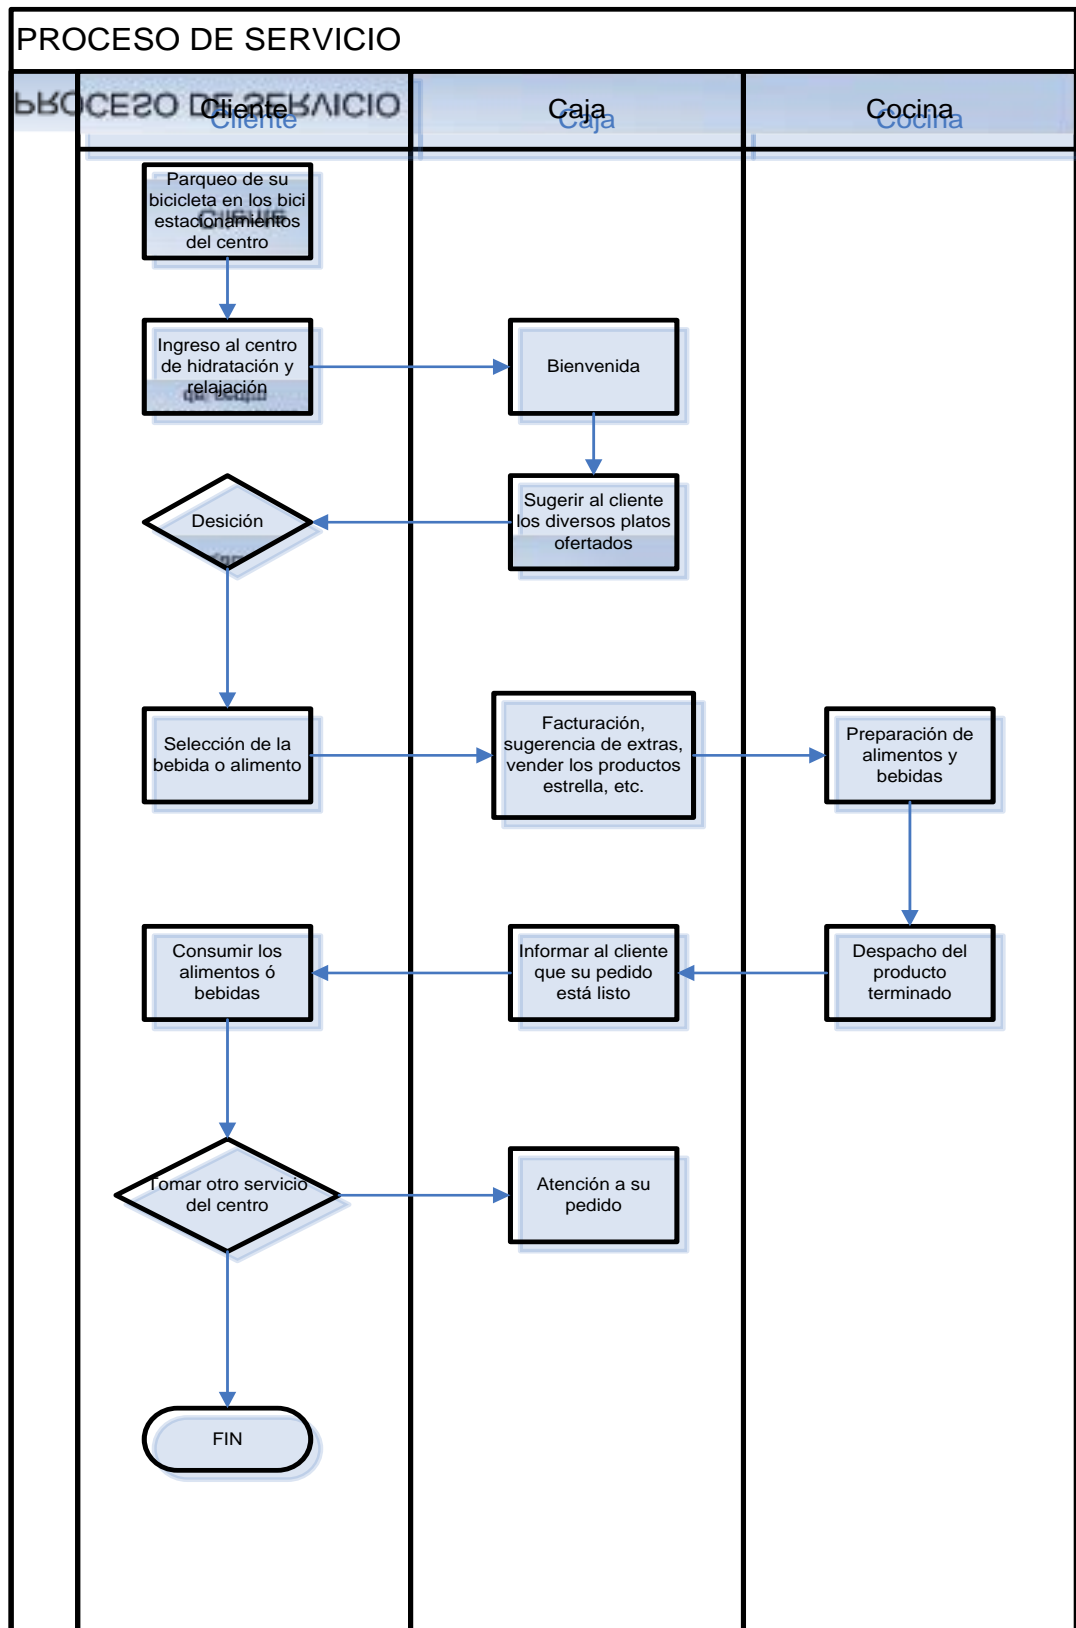 PROCESO DE SERVICIO
Cliente
Caja
Cocina
Parqueo de su
bicicleta en los bici
estacionamientos
del centro
Ingreso al centro
de hidratación y
relajación
Bienvenida
Desición
Sugerir al cliente
los diversos platos
ofertados
Selección de la
bebida o alimento
Facturación,
sugerencia de extras,
vender los productos
estrella, etc.
Preparación de
alimentos y
bebidas
Consumir los
alimentos ó
bebidas
Informar al cliente
que su pedido
está listo
Despacho del
producto
terminado
Tomar otro servicio
del centro
Atención a su
pedido
FIN